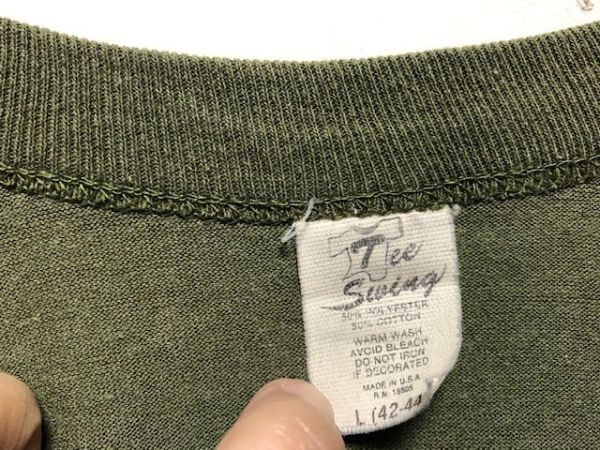 Tee
Swing
50% POLYESTER
50% COTTON
WARM WASH
AVOID BLEACH
DO NOT IRON
IF DECORATED
MADE IN U.S.A
R.N. 15505
L (42-44